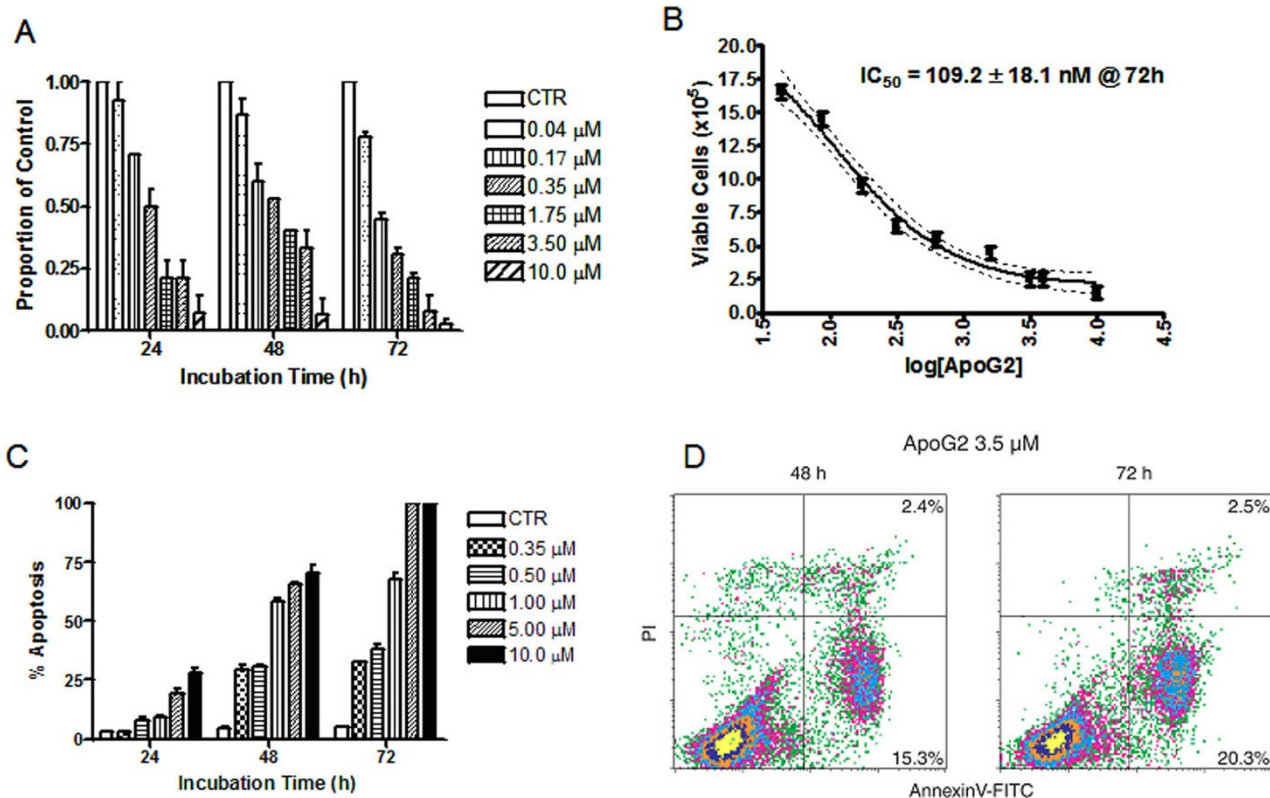 A
1.00
0.75
0.50
0.25
0.00
Proportion of Control
24
48
72
Incubation Time (h)
CTR
0.04 µM
0.17 µM
0.35 µM
1.75 µM
3.50 µM
10.0 µM
B
20.0
17.5
15.0
12.5
10.0
7.5
5.0
2.5
0.0
Viable Cells (x10⁵)
IC₅₀ = 109.2 ± 18.1 nM @ 72h
1.5
2.0
2.5
3.0
3.5
4.0
4.5
log[ApoG2]
C
100
75
50
25
0
% Apoptosis
24
48
72
Incubation Time (h)
CTR
0.35 µM
0.50 µM
1.00 µM
5.00 µM
10.0 µM
D
ApoG2 3.5 µM
48 h
72 h
2.4%
2.5%
PI
15.3%
20.3%
AnnexinV-FITC